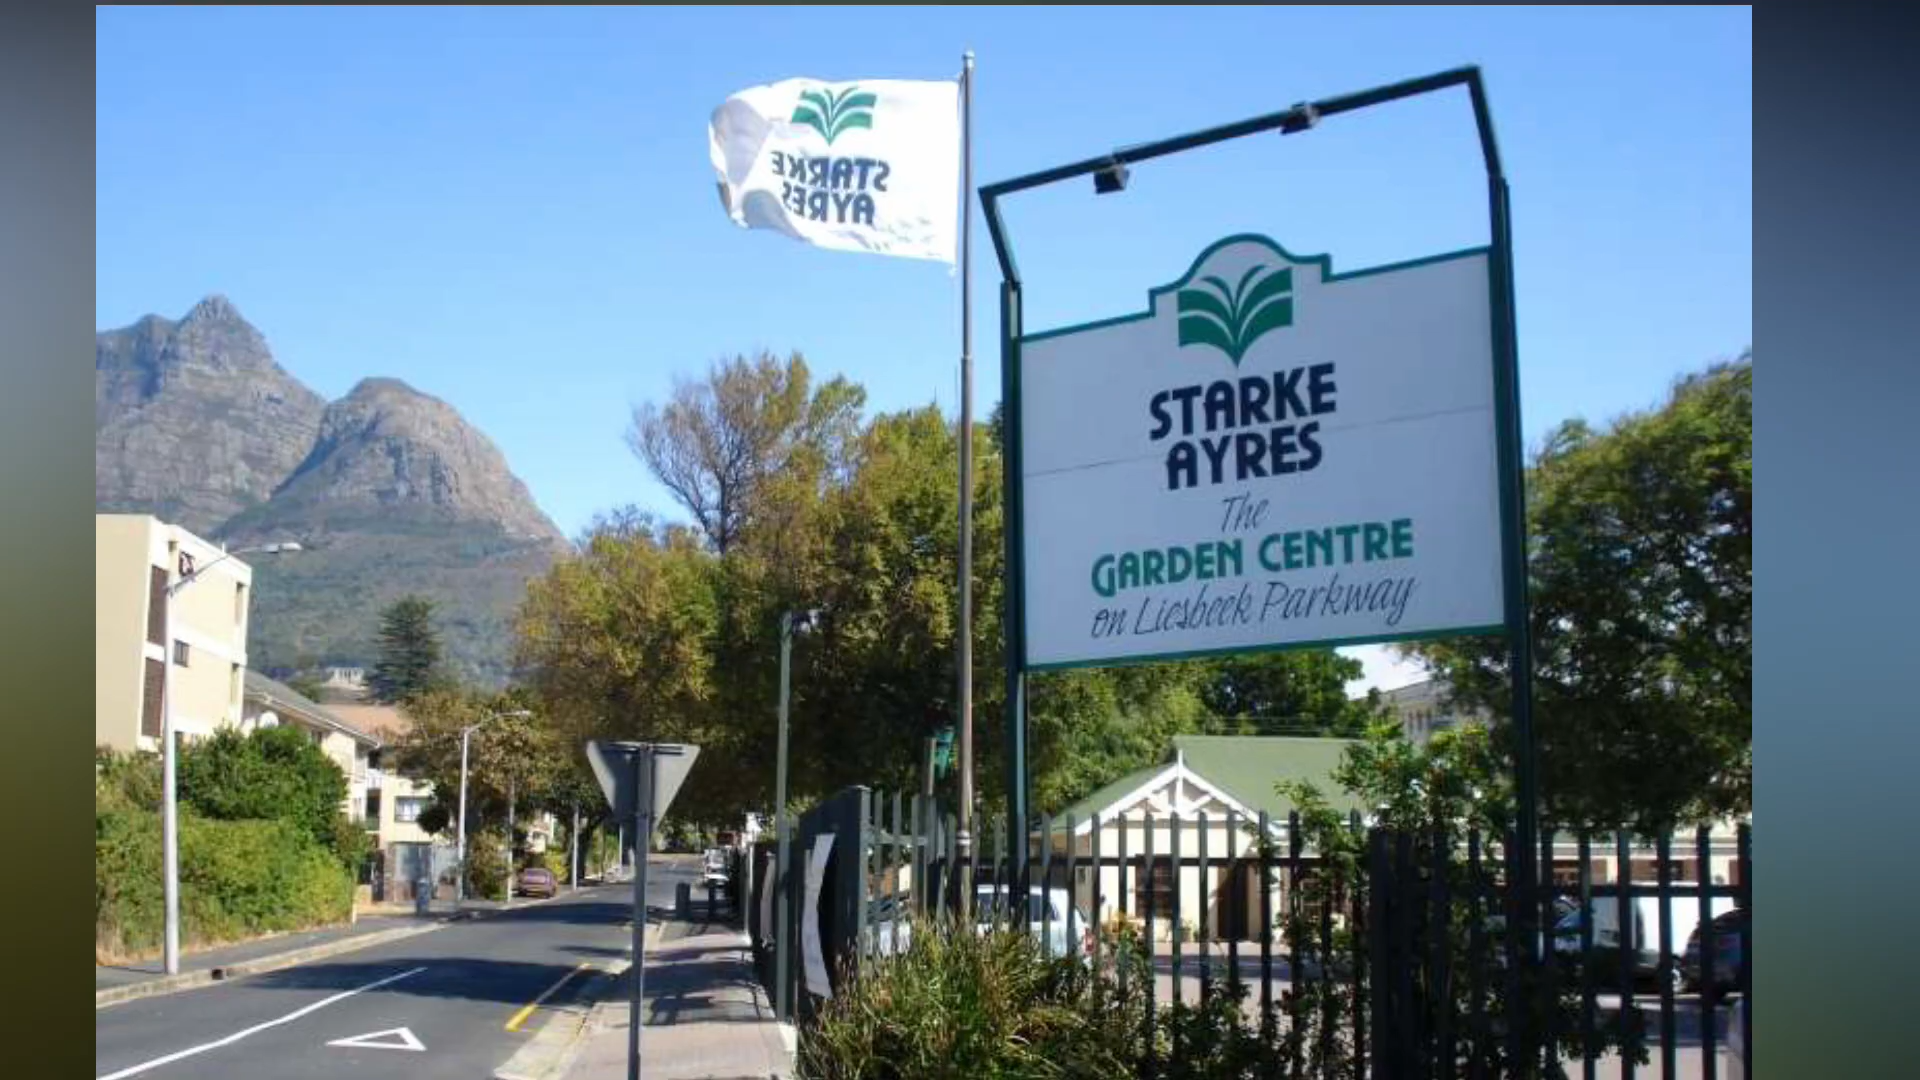 STARKE
AYRES
STARKE
AYRES
The
GARDEN CENTRE
on Liesbeek Parkway